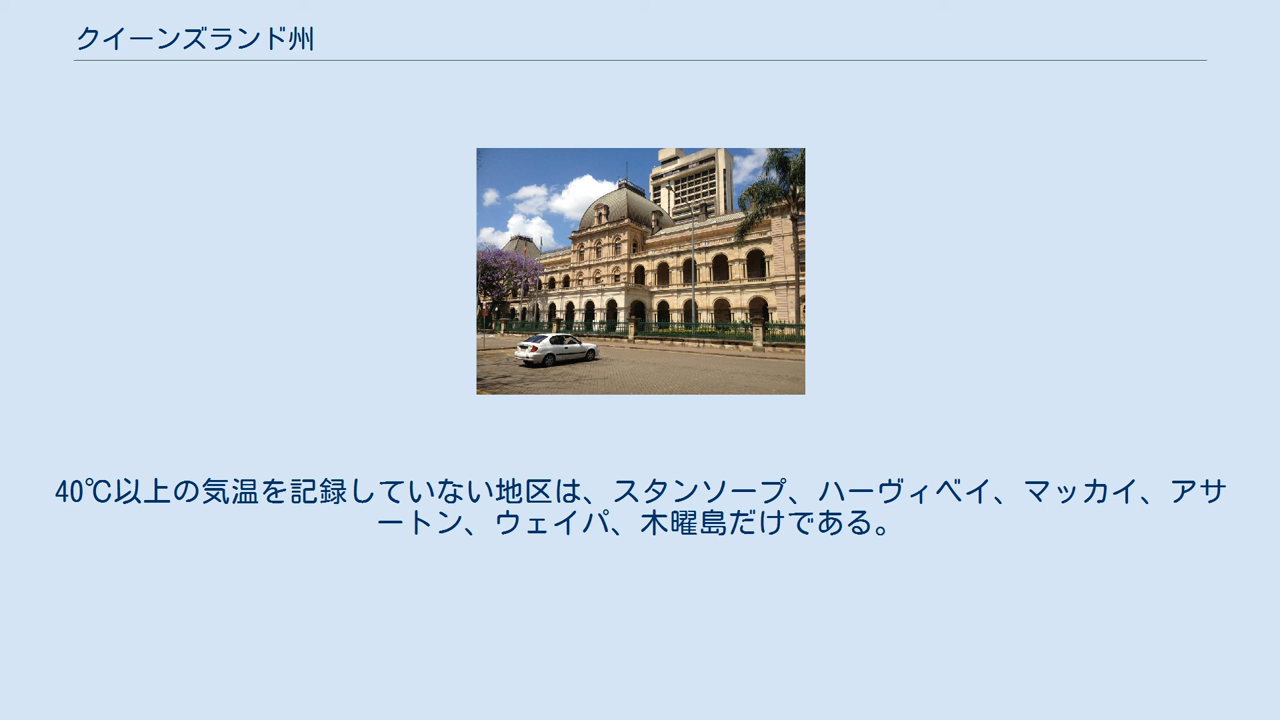 クイーンズランド州
40℃以上の気温を記録していない地区は、スタンソープ、ハーヴィベイ、マッカイ、アサ
ートン、ウェイパ、木曜島だけである。